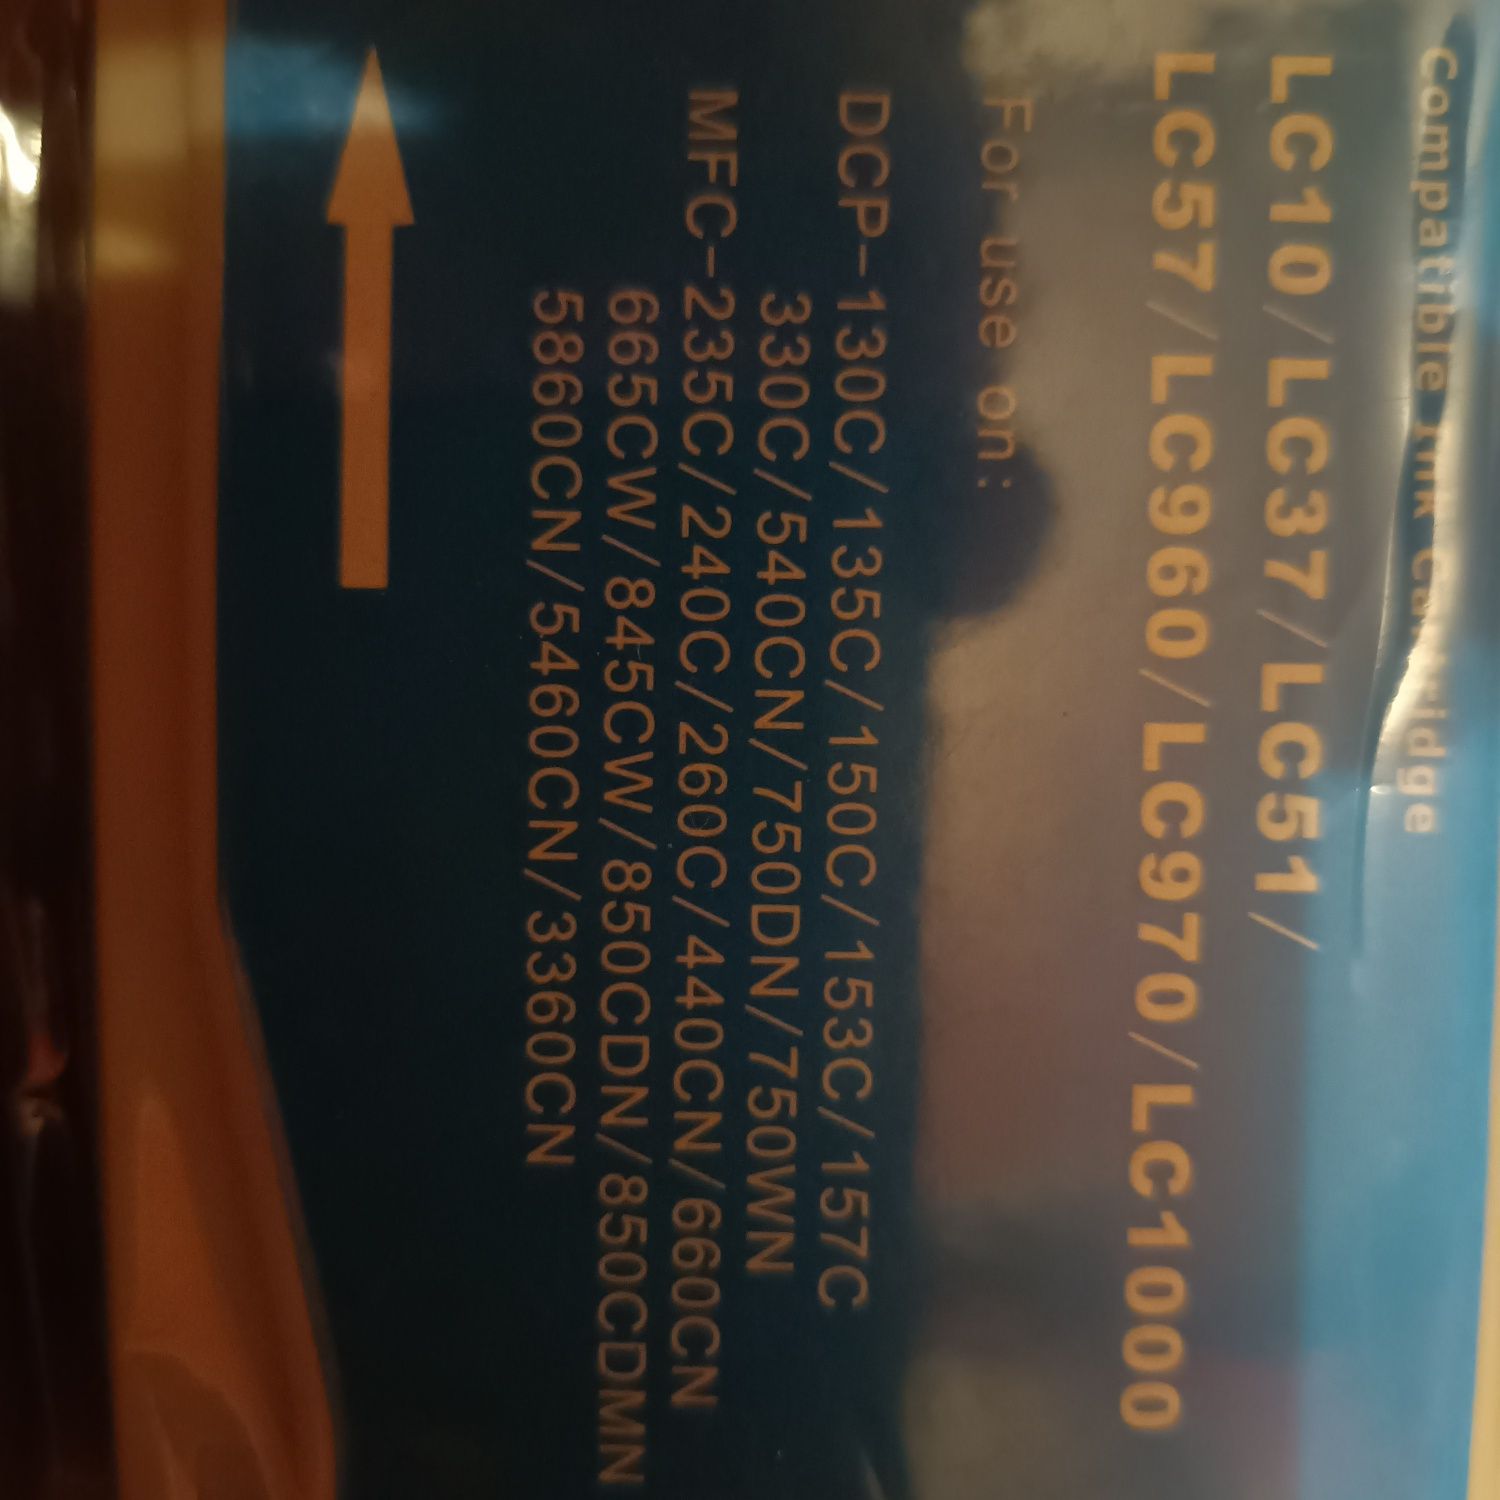 Compatible ink cartridge
LC10/LC37/LC51/
LC57/LC960/LC970/LC1000
For use on:
DCP-130C/135C/150C/153C/157C
330C/540CN/750DN/750WN
MFC-235C/240C/260C/440CN/660CN
665CW/845CW/850CDN/850CDMN
5860CN/5460CN/3360CN